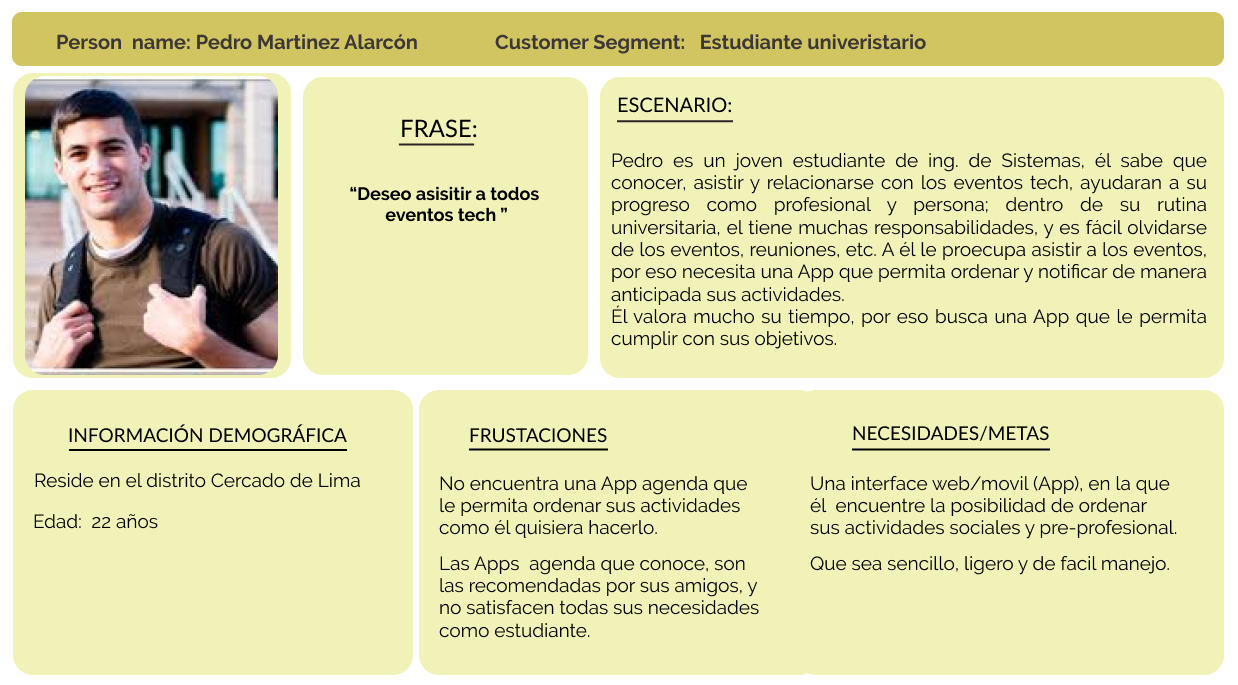 Person  name: Pedro Martinez Alarcón
Customer Segment:   Estudiante univeristario
FRASE:
“Deseo asisitir a todos
eventos tech ”
ESCENARIO:
Pedro es un joven estudiante de ing. de Sistemas, él sabe que
conocer, asistir y relacionarse con los eventos tech, ayudaran a su
progreso como profesional y persona; dentro de su rutina
universitaria, el tiene muchas responsabilidades, y es fácil olvidarse
de los eventos, reuniones, etc. A él le proecupa asistir a los eventos,
por eso necesita una App que permita ordenar y notificar de manera
anticipada sus actividades.
Él valora mucho su tiempo, por eso busca una App que le permita
cumplir con sus objetivos.
INFORMACIÓN DEMOGRÁFICA
Reside en el distrito Cercado de Lima
Edad:  22 años
FRUSTACIONES
No encuentra una App agenda que
le permita ordenar sus actividades
como él quisiera hacerlo.
Las Apps  agenda que conoce, son
las recomendadas por sus amigos, y
no satisfacen todas sus necesidades
como estudiante.
NECESIDADES/METAS
Una interface web/movil (App), en la que
él  encuentre la posibilidad de ordenar
sus actividades sociales y pre-profesional.
Que sea sencillo, ligero y de facil manejo.